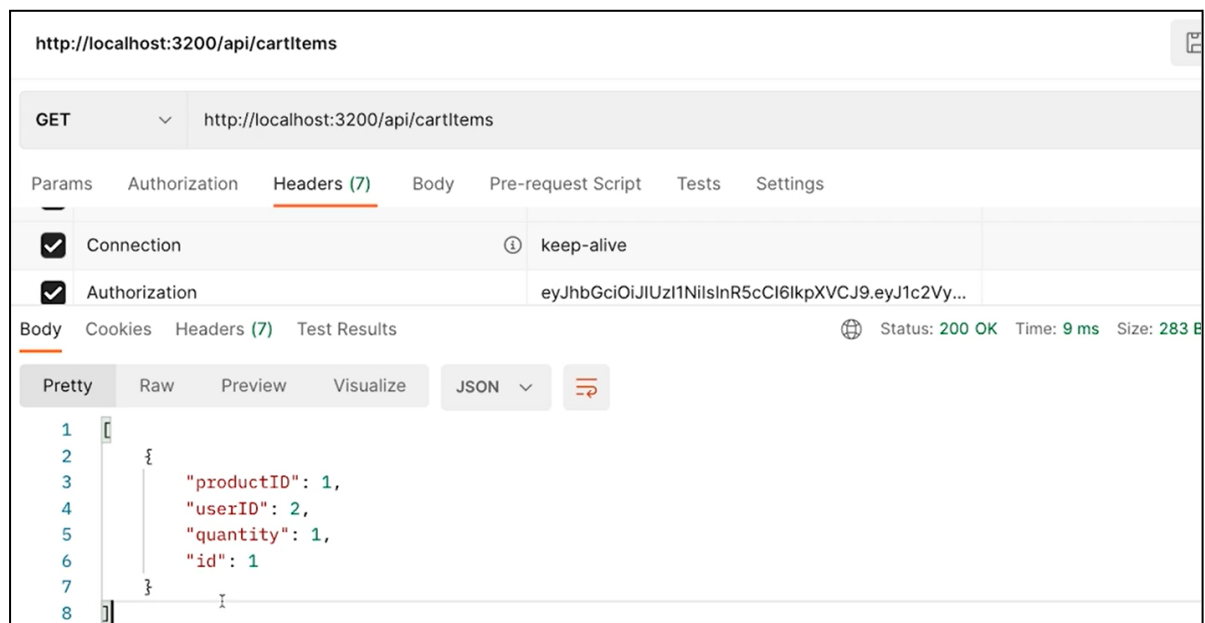 http://localhost:3200/api/cartItems
GET http://localhost:3200/api/cartItems
Params Authorization Headers (7) Body Pre-request Script Tests Settings
Connection keep-alive
Authorization eyJhbGciOiJIUzI1NiIsInR5cCI6IkpXVCJ9.eyJ1c2Vy...
Body Cookies Headers (7) Test Results Status: 200 OK Time: 9 ms Size: 283 B
Pretty Raw Preview Visualize JSON
1 [
2 {
3 "productID": 1,
4 "userID": 2,
5 "quantity": 1,
6 "id": 1
7 }
8 ]